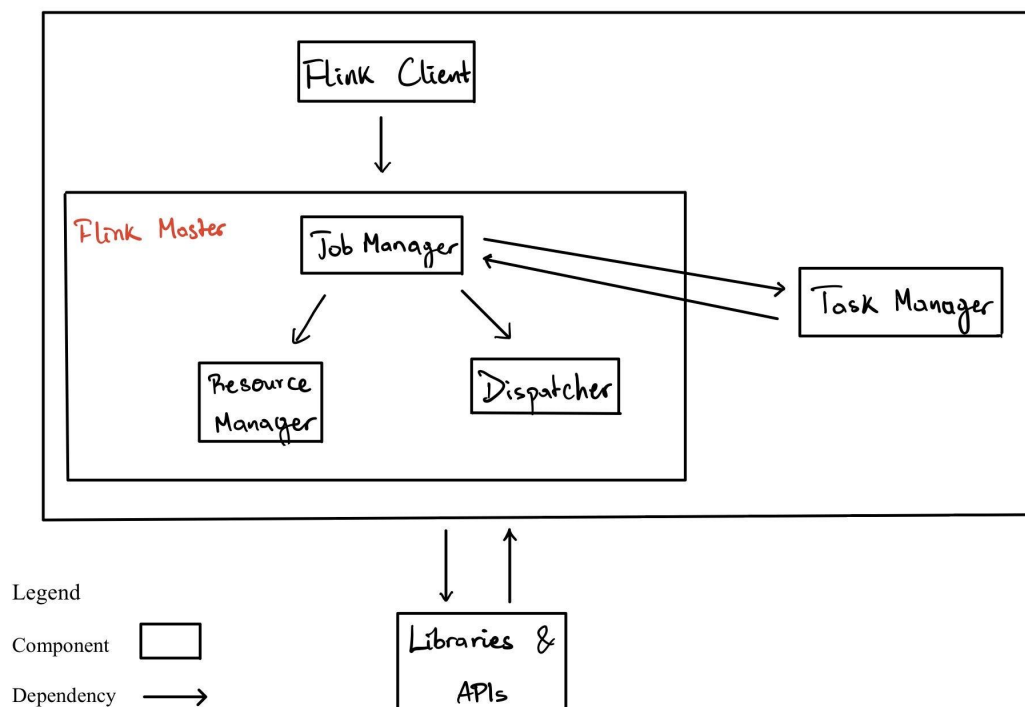 Flink Client
Flink Master
Job Manager
Task Manager
Resource
Manager
Dispatcher
Legend
Component
Dependency
Libraries &
APIs